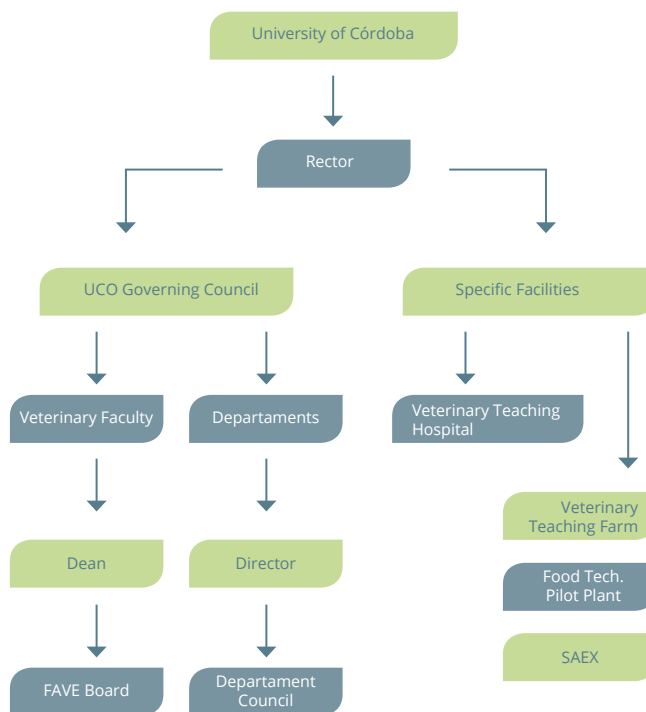 University of Córdoba
Rector
UCO Governing Council
Specific Facilities
Veterinary Faculty
Departaments
Veterinary Teaching
Hospital
Veterinary
Teaching Farm
Dean
Director
Food Tech.
Pilot Plant
SAEX
FAVE Board
Departament
Council